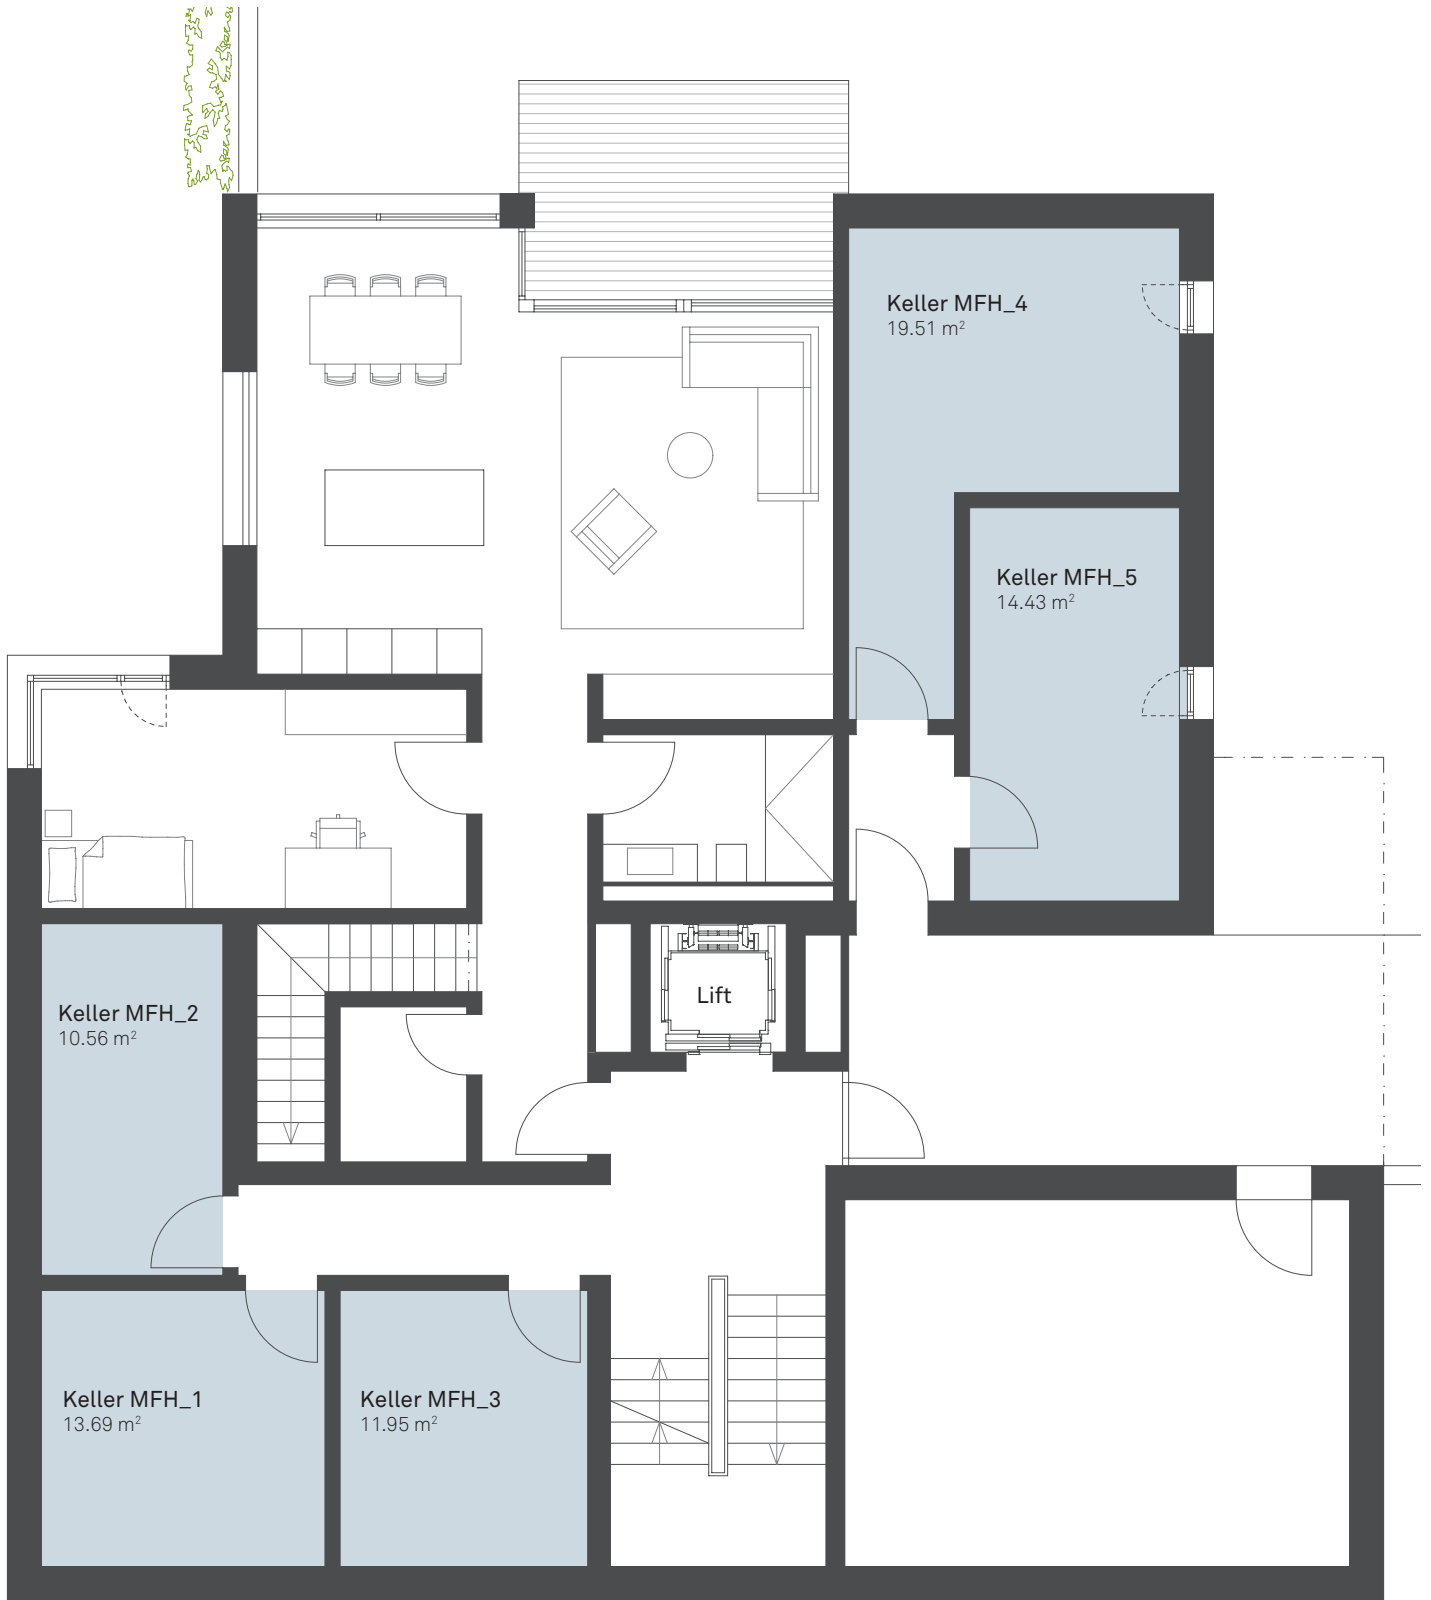 Keller MFH_4
19.51 m²
Keller MFH_5
14.43 m²
Keller MFH_2
10.56 m²
Lift
Keller MFH_1
13.69 m²
Keller MFH_3
11.95 m²